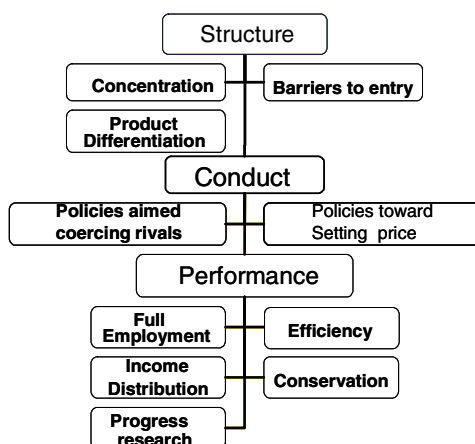 Structure
Concentration
Barriers to entry
Product
Differentiation
Conduct
Policies aimed
coercing rivals
Policies toward
Setting price
Performance
Full
Employment
Efficiency
Income
Distribution
Conservation
Progress
research